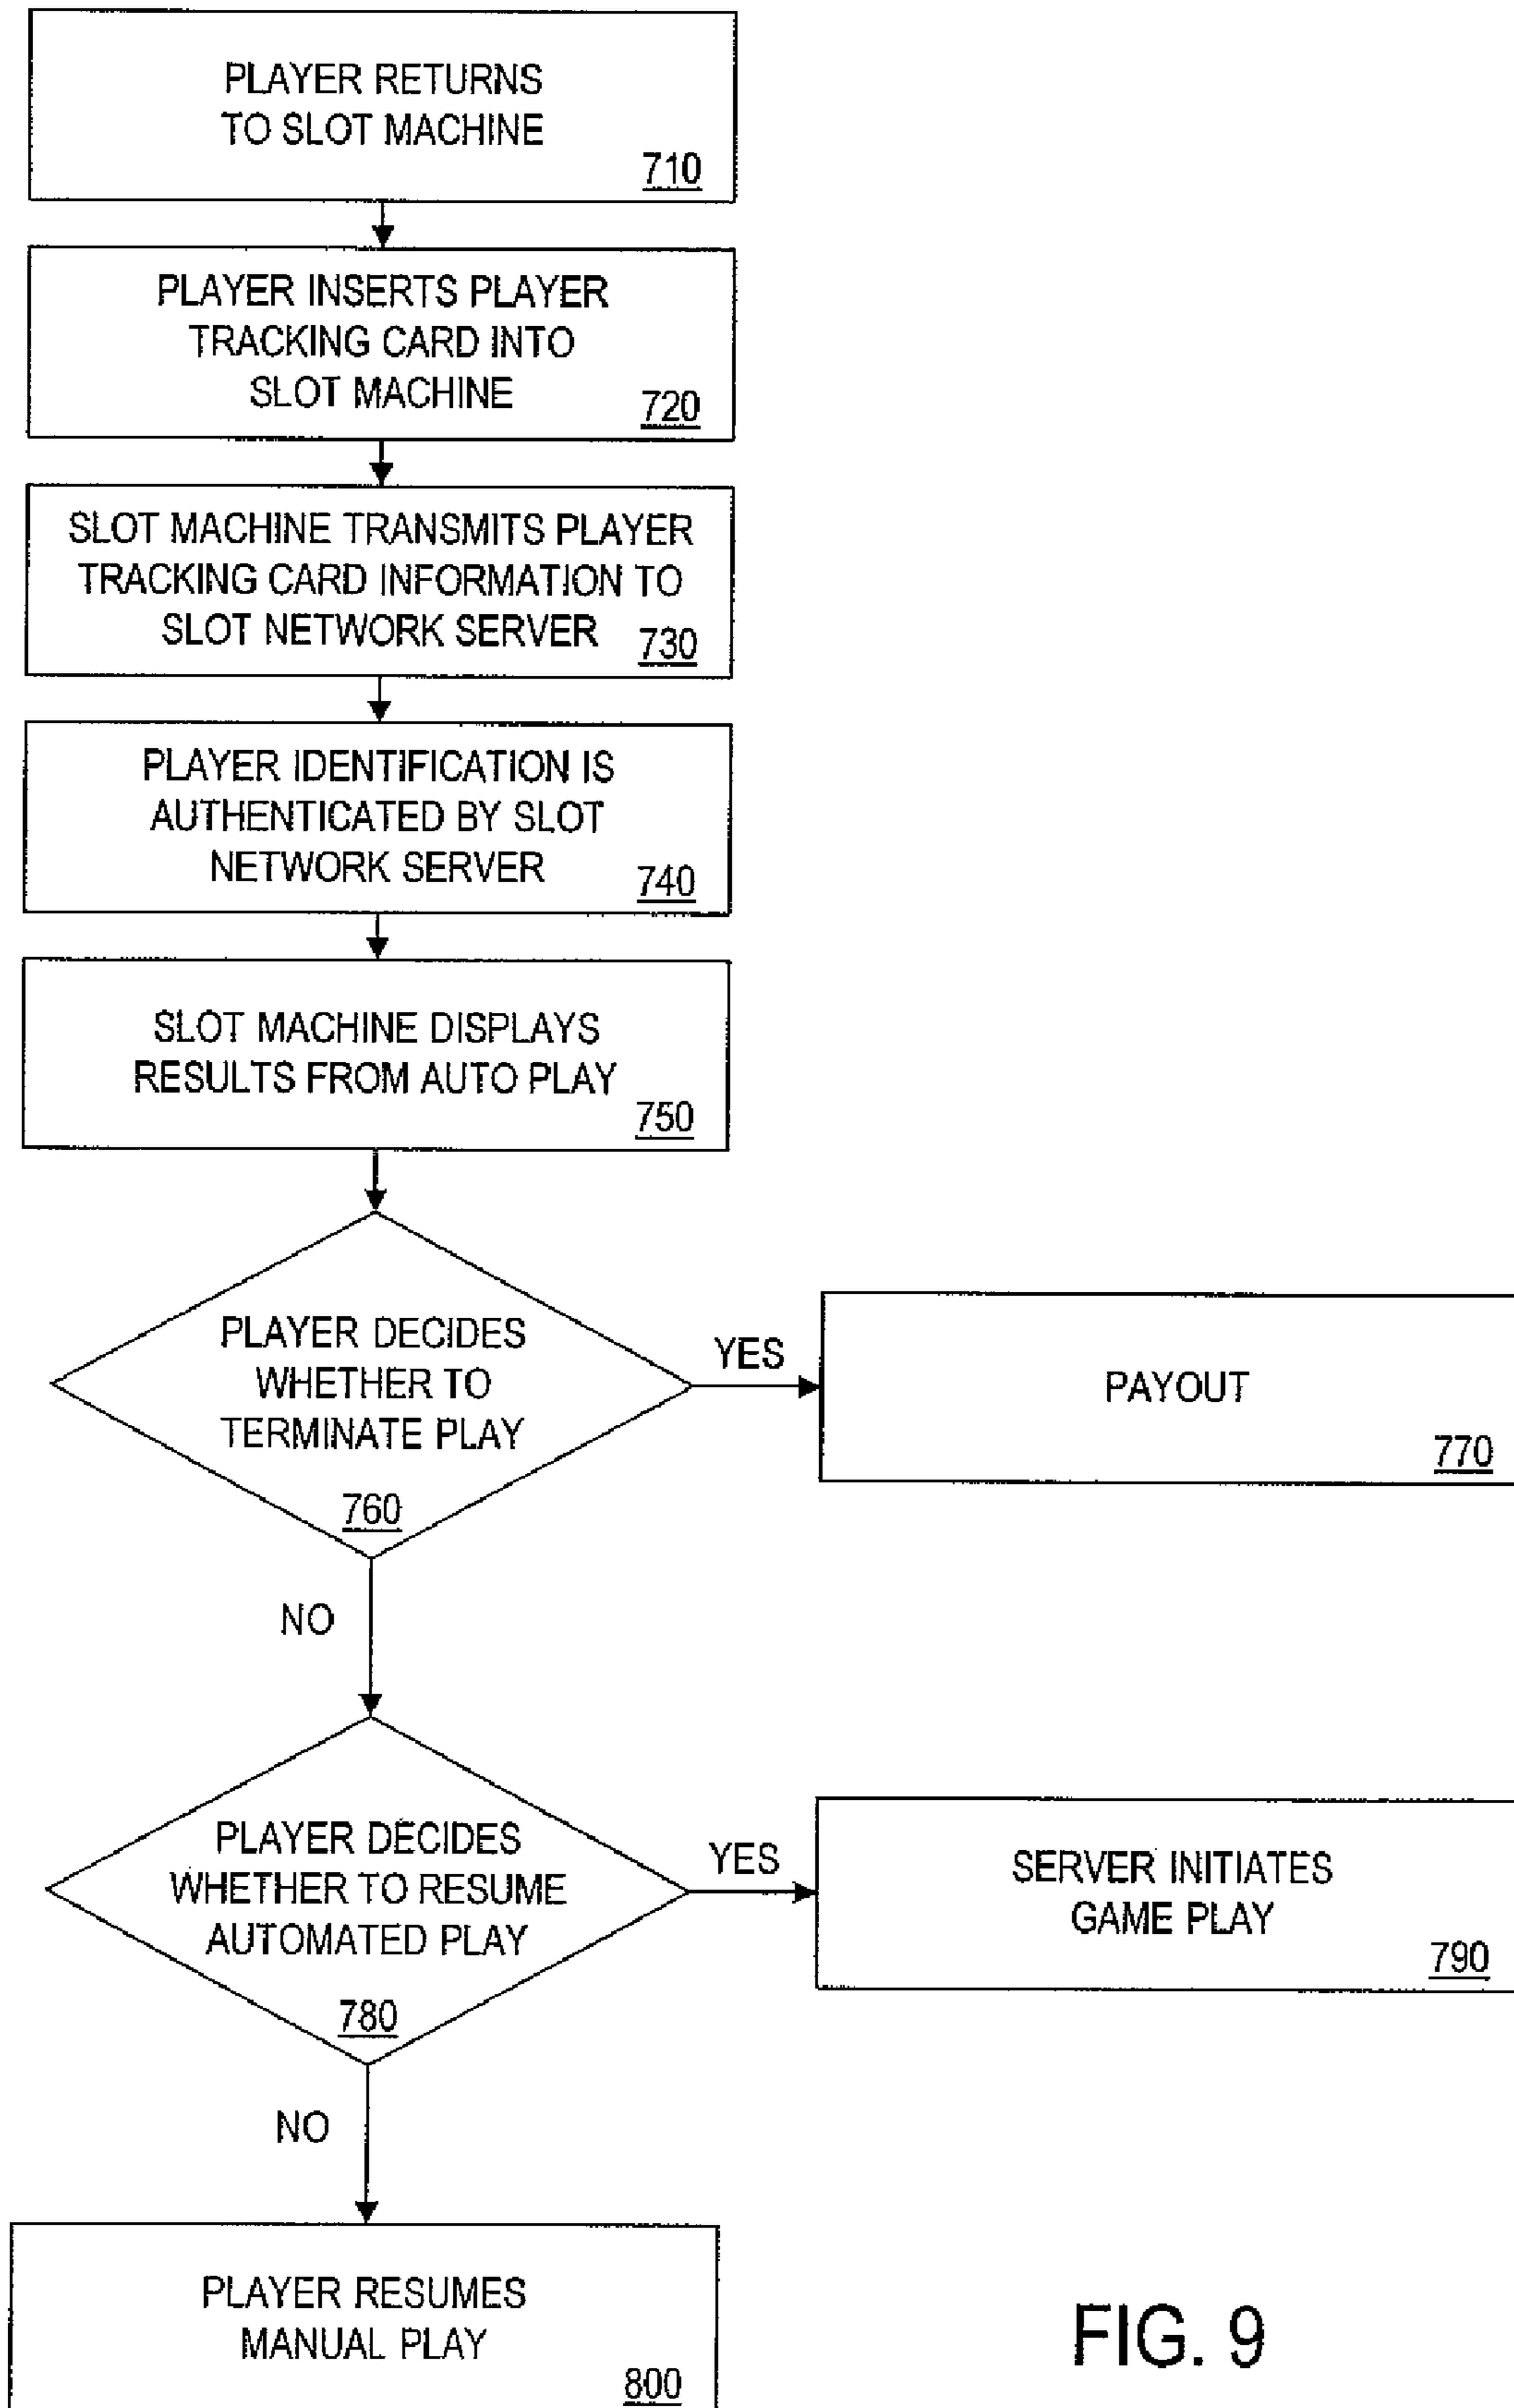 PLAYER RETURNS
TO SLOT MACHINE
710
PLAYER INSERTS PLAYER
TRACKING CARD INTO
SLOT MACHINE
720
SLOT MACHINE TRANSMITS PLAYER
TRACKING CARD INFORMATION TO
SLOT NETWORK SERVER
730
PLAYER IDENTIFICATION IS
AUTHENTICATED BY SLOT
NETWORK SERVER
740
SLOT MACHINE DISPLAYS
RESULTS FROM AUTO PLAY
750
PLAYER DECIDES
WHETHER TO
TERMINATE PLAY
760
YES
PAYOUT
770
NO
PLAYER DECIDES
WHETHER TO RESUME
AUTOMATED PLAY
780
YES
SERVER INITIATES
GAME PLAY
790
NO
PLAYER RESUMES
MANUAL PLAY
800
FIG. 9